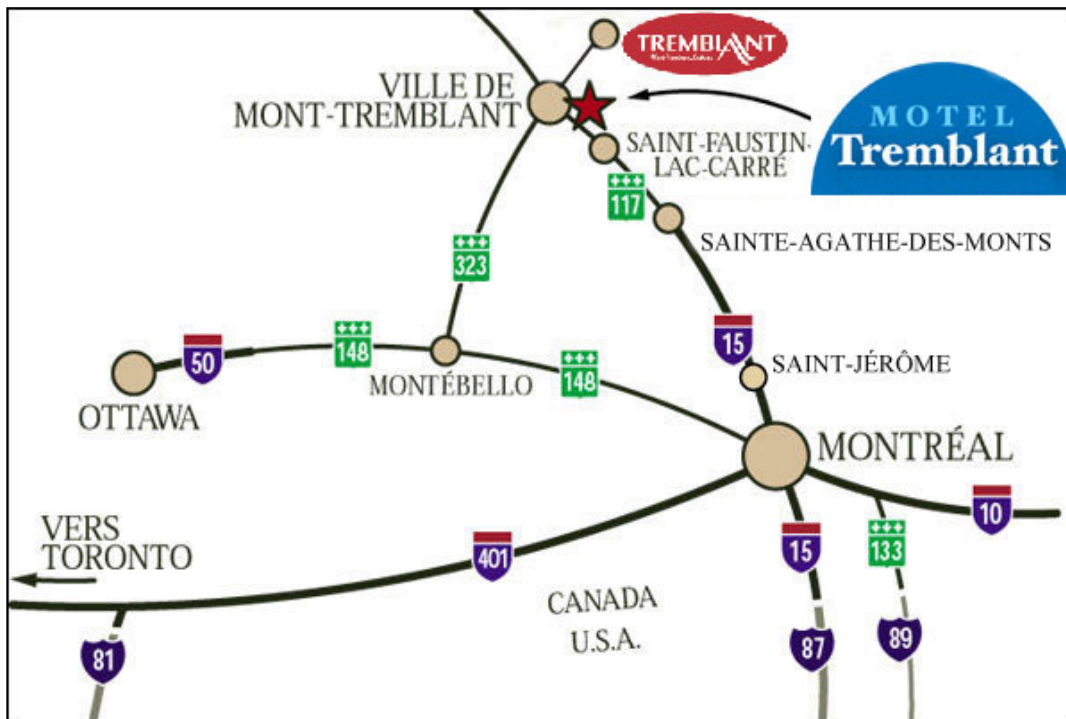 TREMBLANT
VILLE DE
MONT-TREMBLANT
MOTEL
Tremblant
SAINT-FAUSTIN-
LAC-CARRÉ
117
SAINTE-AGATHE-DES-MONTS
323
15
50
148
MONTÉBELLO
148
SAINT-JÉRÔME
OTTAWA
MONTRÉAL
VERS
TORONTO
401
15
10
133
CANADA
U.S.A.
81
87
89